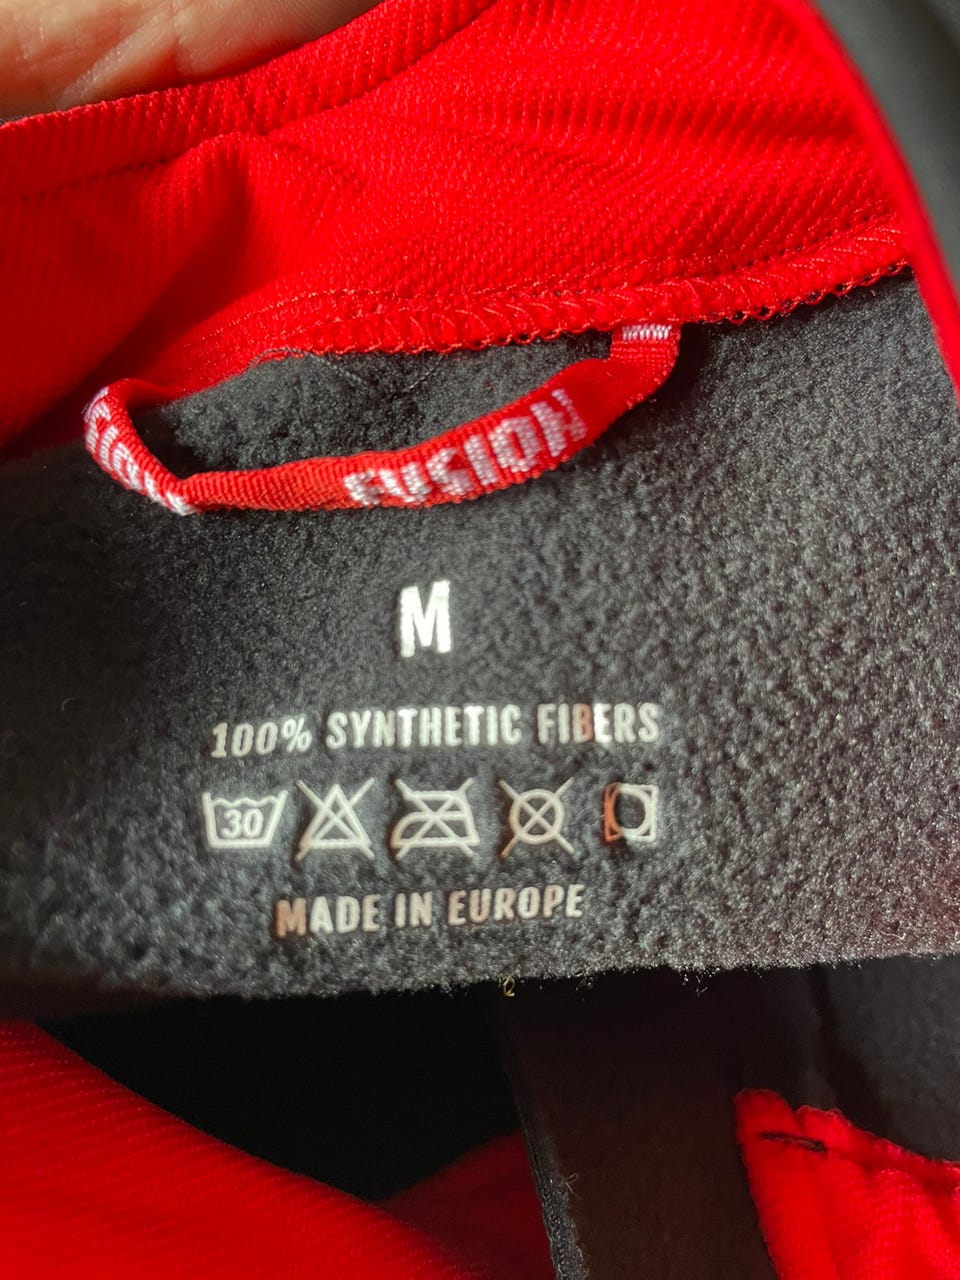 FUSION
M
100% SYNTHETIC FIBERS
30
MADE IN EUROPE